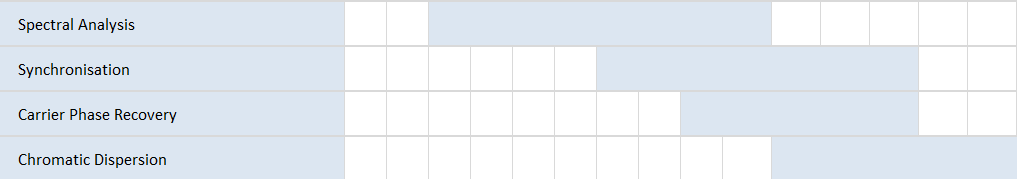 Spectral Analysis
Synchronisation
Carrier Phase Recovery
Chromatic Dispersion